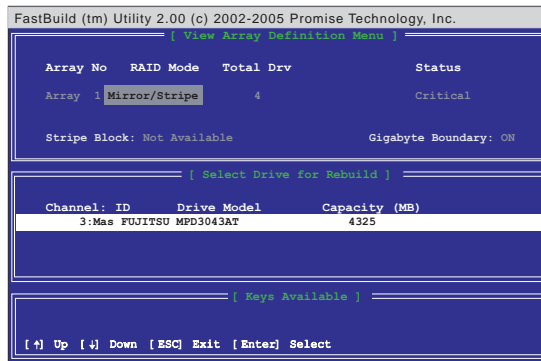 FastBuild (tm) Utility 2.00 (c) 2002-2005 Promise Technology, Inc.
[ View Array Definition Menu ]
Array No RAID Mode Total Drv Status
Array 1 Mirror/Stripe 4 Critical
Stripe Block: Not Available Gigabyte Boundary: ON
[ Select Drive for Rebuild ]
Channel: ID Drive Model Capacity (MB)
3:Mas FUJITSU MPD3043AT 4325
[ Keys Available ]
[↑] Up [↓] Down [ESC] Exit [Enter] Select